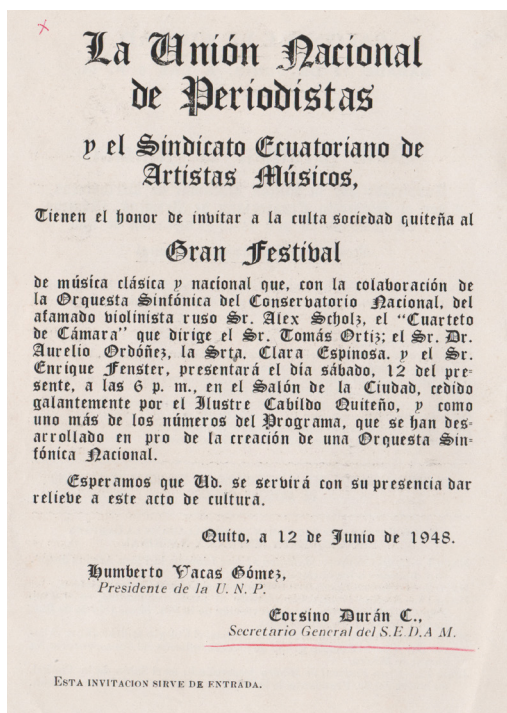 La Unión Nacional
de Periodistas
y el Sindicato Ecuatoriano de
Artistas Músicos,
Tienen el honor de invitar a la culta sociedad quiteña al
Gran Festival
de música clásica y nacional que, con la colaboración de
la Orquesta Sinfónica del Conservatorio Nacional, del
afamado violinista ruso Sr. Alex Scholz, el "Cuarteto
de Cámara" que dirige el Sr. Tomás Ortiz; el Sr. Dr.
Aurelio Ordóñez, la Srta. Clara Espinosa. y el Sr.
Enrique Fenster, presentará el día sábado, 12 del pre-
sente, a las 6 p. m., en el Salón de la Ciudad, cedido
galantemente por el Ilustre Cabildo Quiteño, y como
uno más de los números del Programa, que se han des-
arrollado en pro de la creación de una Orquesta Sin-
fónica Nacional.
Esperamos que Ud. se servirá con su presencia dar
relieve a este acto de cultura.
Quito, a 12 de Junio de 1948.
Humberto Vacas Gómez,
Presidente de la U. N. P.
Corsino Durán C.,
Secretario General del S.E.D.A M.
ESTA INVITACION SIRVE DE ENTRADA.